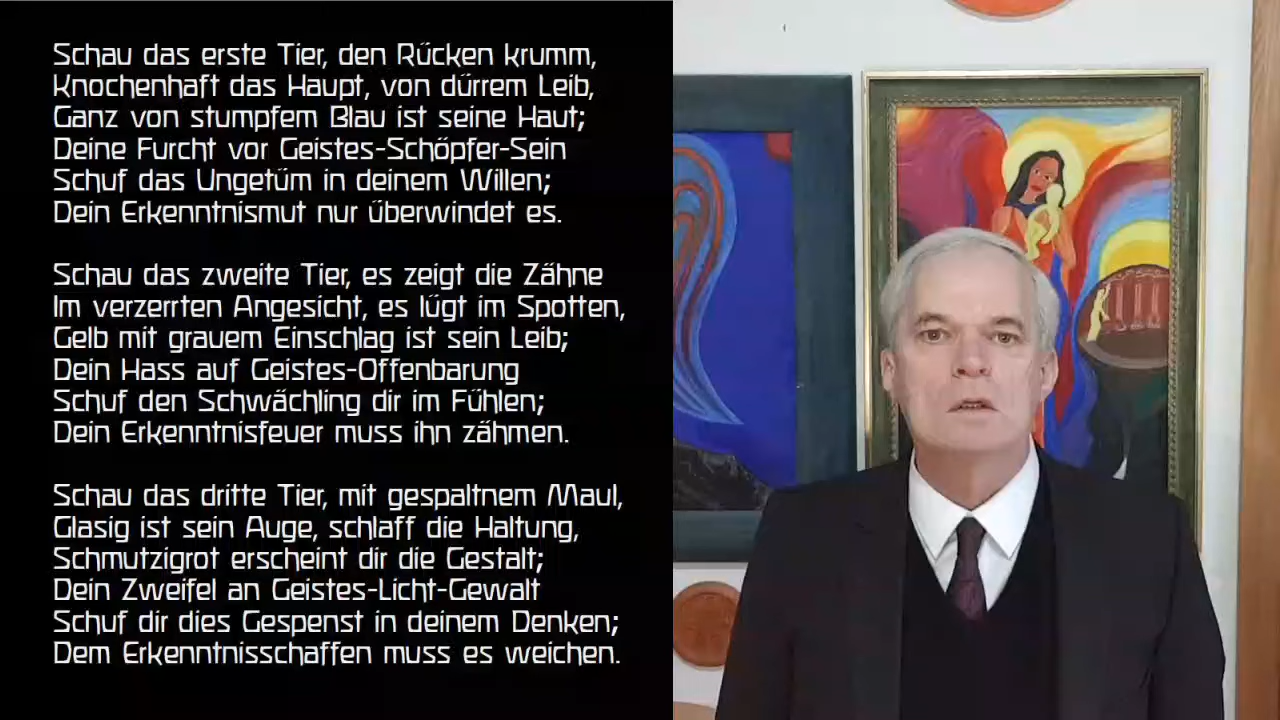 Schau das erste Tier, den Rücken krumm,
Knochenhaft das Haupt, von dürrem Leib,
Ganz von stumpfem Blau ist seine Haut;
Deine Furcht vor Geistes-Schöpfer-Sein
Schuf das Ungetüm in deinem Willen;
Dein Erkenntnismut nur überwindet es.
Schau das zweite Tier, es zeigt die Zähne
Im verzerrten Angesicht, es lügt im Spotten,
Gelb mit grauem Einschlag ist sein Leib;
Dein Hass auf Geistes-Offenbarung
Schuf den Schwächling dir im Fühlen;
Dein Erkenntnisfeuer muss ihn zähmen.
Schau das dritte Tier, mit gespaltnem Maul,
Glasig ist sein Auge, schlaff die Haltung,
Schmutzigrot erscheint dir die Gestalt;
Dein Zweifel an Geistes-Licht-Gewalt
Schuf dir dies Gespenst in deinem Denken;
Dem Erkenntnisschaffen muss es weichen.